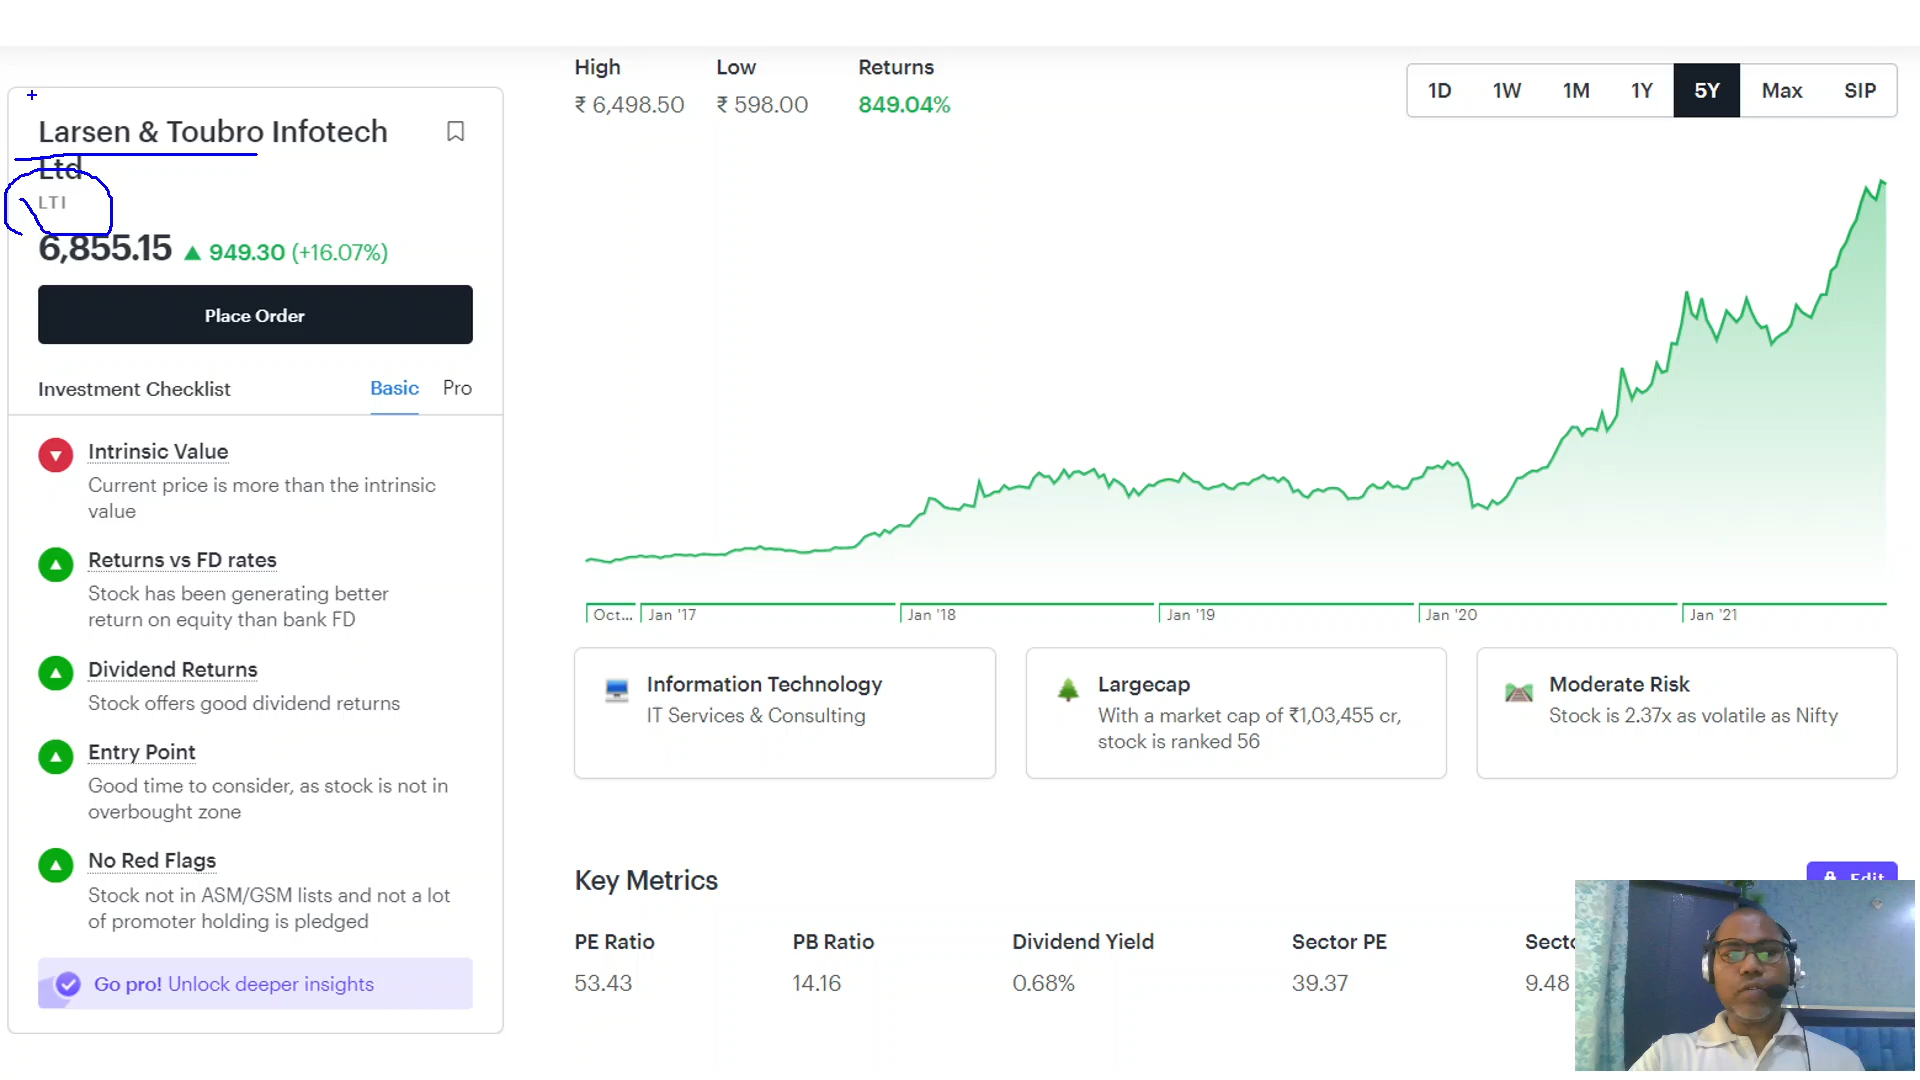 High Low Returns
₹ 6,498.50 ₹ 598.00 849.04%
1D 1W 1M 1Y 5Y Max SIP
Larsen & Toubro Infotech
Ltd
LTI
6,855.15 ▲ 949.30 (+16.07%)
Place Order
Investment Checklist Basic Pro
Intrinsic Value
Current price is more than the intrinsic
value
Returns vs FD rates
Stock has been generating better
return on equity than bank FD
Dividend Returns
Stock offers good dividend returns
Entry Point
Good time to consider, as stock is not in
overbought zone
No Red Flags
Stock not in ASM/GSM lists and not a lot
of promoter holding is pledged
Go pro! Unlock deeper insights
Oct... Jan '17 Jan '18 Jan '19 Jan '20 Jan '21
Information Technology
IT Services & Consulting
Largecap
With a market cap of ₹1,03,455 cr,
stock is ranked 56
Moderate Risk
Stock is 2.37x as volatile as Nifty
Key Metrics
Edit
PE Ratio PB Ratio Dividend Yield Sector PE
53.43 14.16 0.68% 39.37 9.48